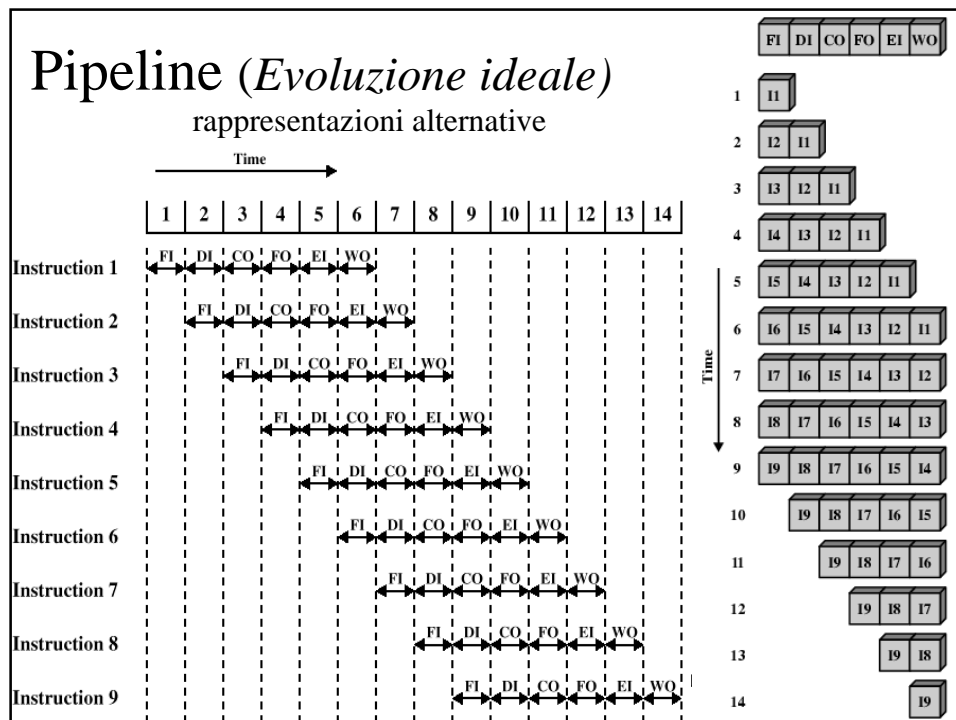 Pipeline (Evoluzione ideale)
rappresentazioni alternative
Time
1 2 3 4 5 6 7 8 9 10 11 12 13 14
Instruction 1 FI DI CO FO EI WO
Instruction 2 FI DI CO FO EI WO
Instruction 3 FI DI CO FO EI WO
Instruction 4 FI DI CO FO EI WO
Instruction 5 FI DI CO FO EI WO
Instruction 6 FI DI CO FO EI WO
Instruction 7 FI DI CO FO EI WO
Instruction 8 FI DI CO FO EI WO
Instruction 9 FI DI CO FO EI WO
FI DI CO FO EI WO
1 I1
2 I2 I1
3 I3 I2 I1
4 I4 I3 I2 I1
5 I5 I4 I3 I2 I1
6 I6 I5 I4 I3 I2 I1
Time
7 I7 I6 I5 I4 I3 I2
8 I8 I7 I6 I5 I4 I3
9 I9 I8 I7 I6 I5 I4
10 I9 I8 I7 I6 I5
11 I9 I8 I7 I6
12 I9 I8 I7
13 I9 I8
14 I9